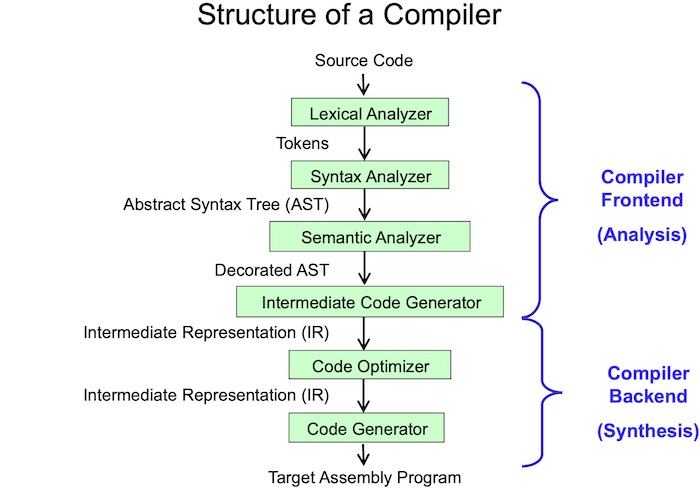 Structure of a Compiler
Source Code
Lexical Analyzer
Tokens
Syntax Analyzer
Abstract Syntax Tree (AST)
Semantic Analyzer
Decorated AST
Intermediate Code Generator
Intermediate Representation (IR)
Code Optimizer
Intermediate Representation (IR)
Code Generator
Target Assembly Program
Compiler
Frontend
(Analysis)
Compiler
Backend
(Synthesis)